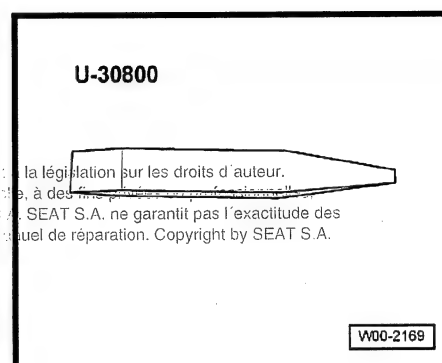 U-30800
à la législation sur les droits d´auteur.
à des
SEAT S.A. ne garantit pas l´exactitude des
uel de réparation. Copyright by SEAT S.A.
W00-2169